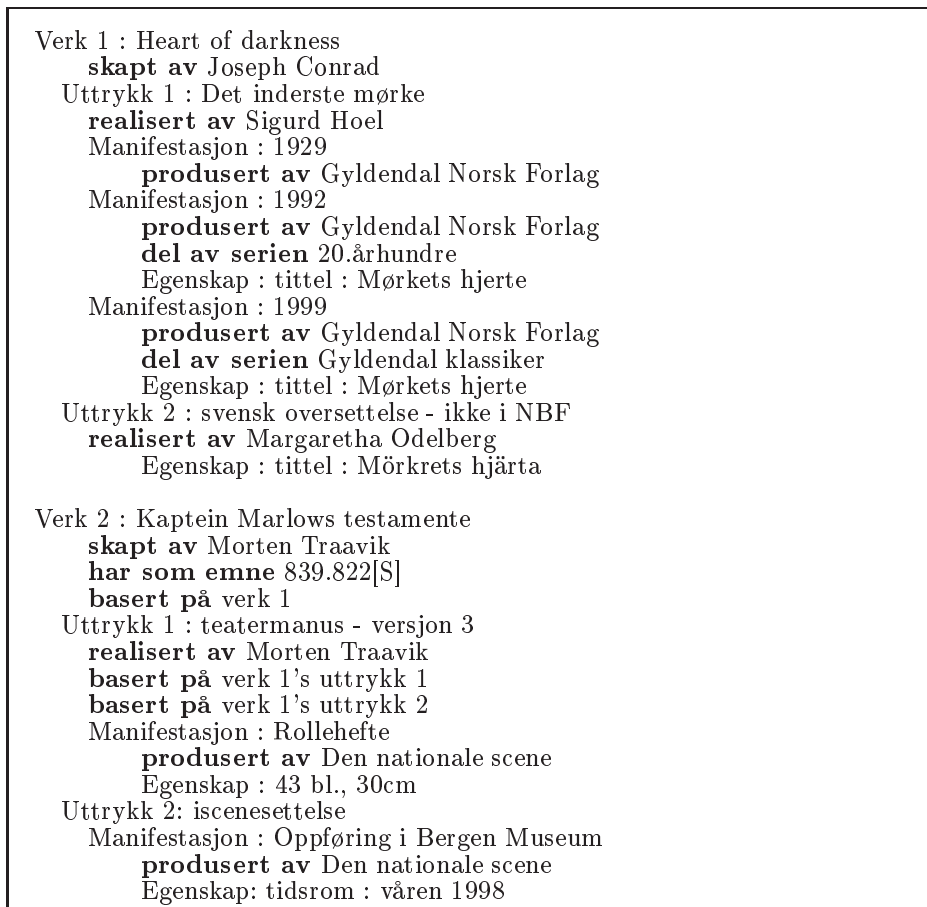 Verk 1 : Heart of darkness
skapt av Joseph Conrad
Uttrykk 1 : Det inderste mørke
realisert av Sigurd Hoel
Manifestasjon : 1929
produsert av Gyldendal Norsk Forlag
Manifestasjon : 1992
produsert av Gyldendal Norsk Forlag
del av serien 20.århundre
Egenskap : tittel : Mørkets hjerte
Manifestasjon : 1999
produsert av Gyldendal Norsk Forlag
del av serien Gyldendal klassiker
Egenskap : tittel : Mørkets hjerte
Uttrykk 2 : svensk oversettelse - ikke i NBF
realisert av Margaretha Odelberg
Egenskap : tittel : Mörkrets hjärta
Verk 2 : Kaptein Marlows testamente
skapt av Morten Traavik
har som emne 839.822[S]
basert på verk 1
Uttrykk 1 : teatermanus - versjon 3
realisert av Morten Traavik
basert på verk 1's uttrykk 1
basert på verk 1's uttrykk 2
Manifestasjon : Rollehefte
produsert av Den nationale scene
Egenskap : 43 bl., 30cm
Uttrykk 2: iscenesettelse
Manifestasjon : Oppføring i Bergen Museum
produsert av Den nationale scene
Egenskap: tidsrom : våren 1998